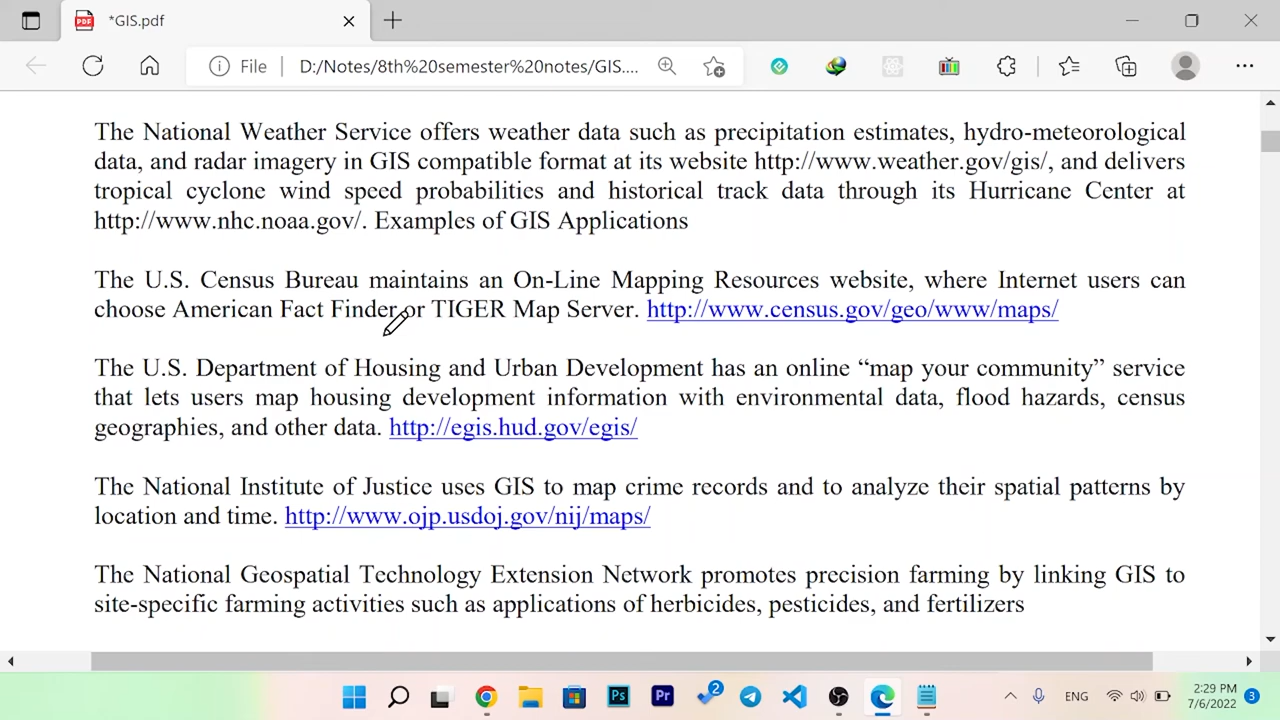 PDF
*GIS.pdf
File
D:/Notes/8th%20semester%20notes/GIS....
The National Weather Service offers weather data such as precipitation estimates, hydro-meteorological
data, and radar imagery in GIS compatible format at its website http://www.weather.gov/gis/, and delivers
tropical cyclone wind speed probabilities and historical track data through its Hurricane Center at
http://www.nhc.noaa.gov/. Examples of GIS Applications
The U.S. Census Bureau maintains an On-Line Mapping Resources website, where Internet users can
choose American Fact Finder or TIGER Map Server. http://www.census.gov/geo/www/maps/
The U.S. Department of Housing and Urban Development has an online “map your community” service
that lets users map housing development information with environmental data, flood hazards, census
geographies, and other data. http://egis.hud.gov/egis/
The National Institute of Justice uses GIS to map crime records and to analyze their spatial patterns by
location and time. http://www.ojp.usdoj.gov/nij/maps/
The National Geospatial Technology Extension Network promotes precision farming by linking GIS to
site-specific farming activities such as applications of herbicides, pesticides, and fertilizers
Ps
Pr
2
ENG
2:29 PM
7/6/2022
3